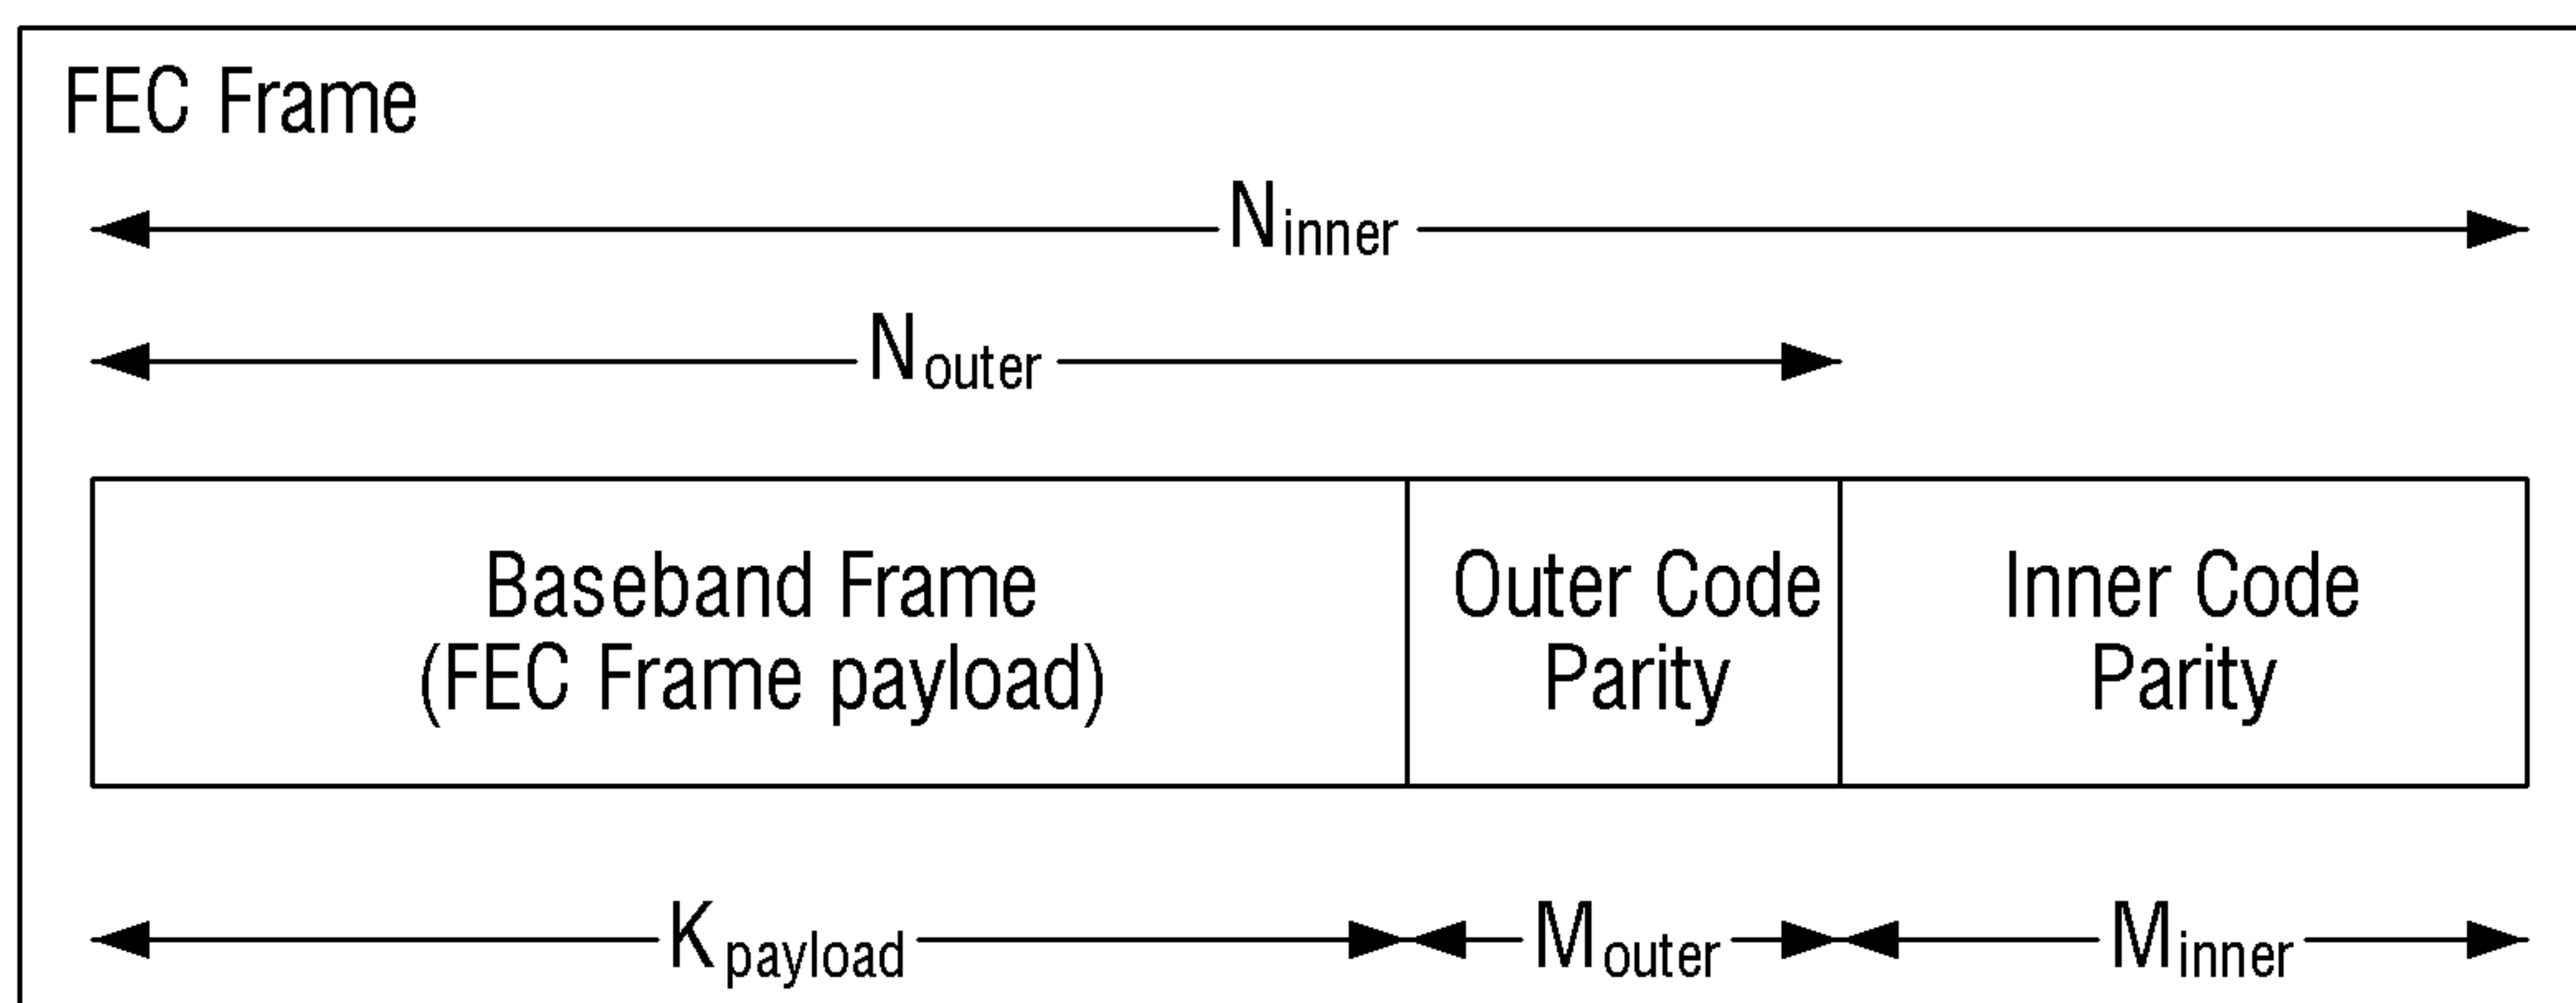 FEC Frame
Ninner
Nouter
Baseband Frame
(FEC Frame payload)
Outer Code
Parity
Inner Code
Parity
Kpayload
Mouter
Minner